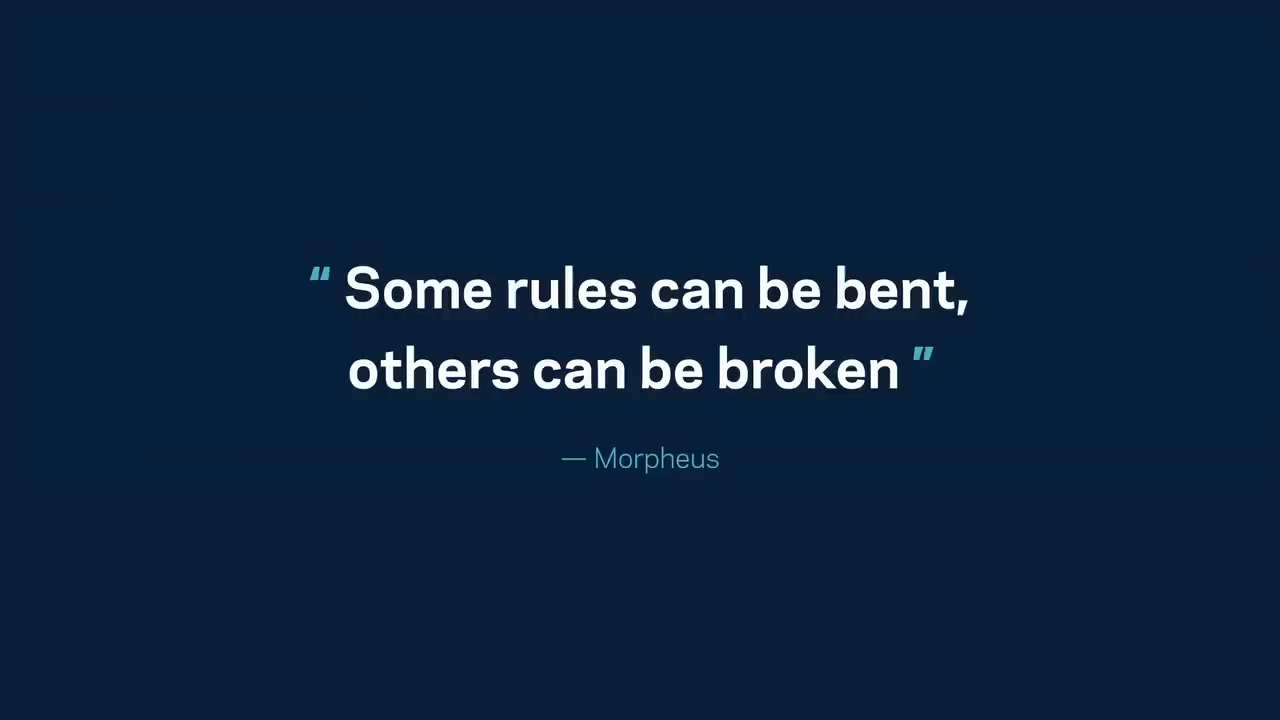 “ Some rules can be bent,
others can be broken ”
— Morpheus